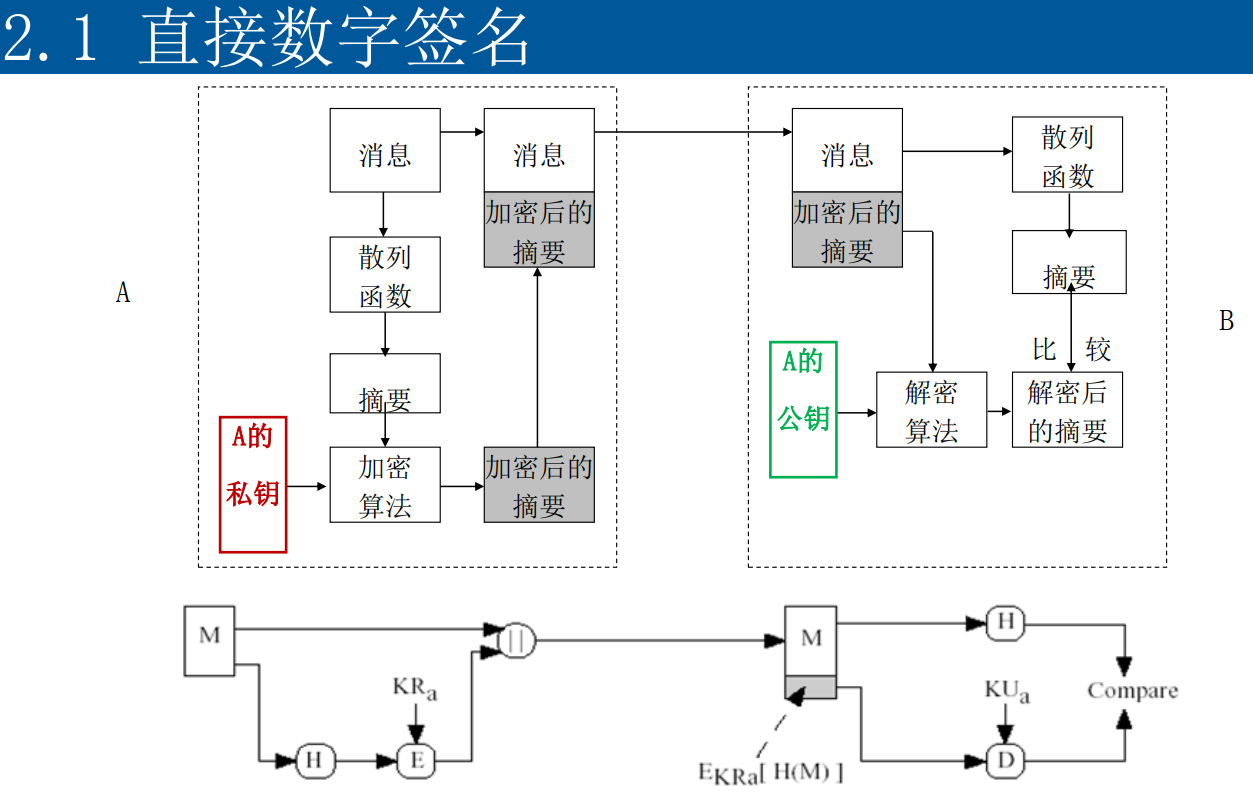 2.1 直接数字签名
A
消息
散列
函数
摘要
A的
私钥
加密
算法
消息
加密后的
摘要
加密后的
摘要
消息
加密后的
摘要
散列
函数
摘要
比 较
A的
公钥
解密
算法
解密后
的摘要
B
M
H
KRa
E
||
M
EKRa[ H(M) ]
H
KUa
D
Compare